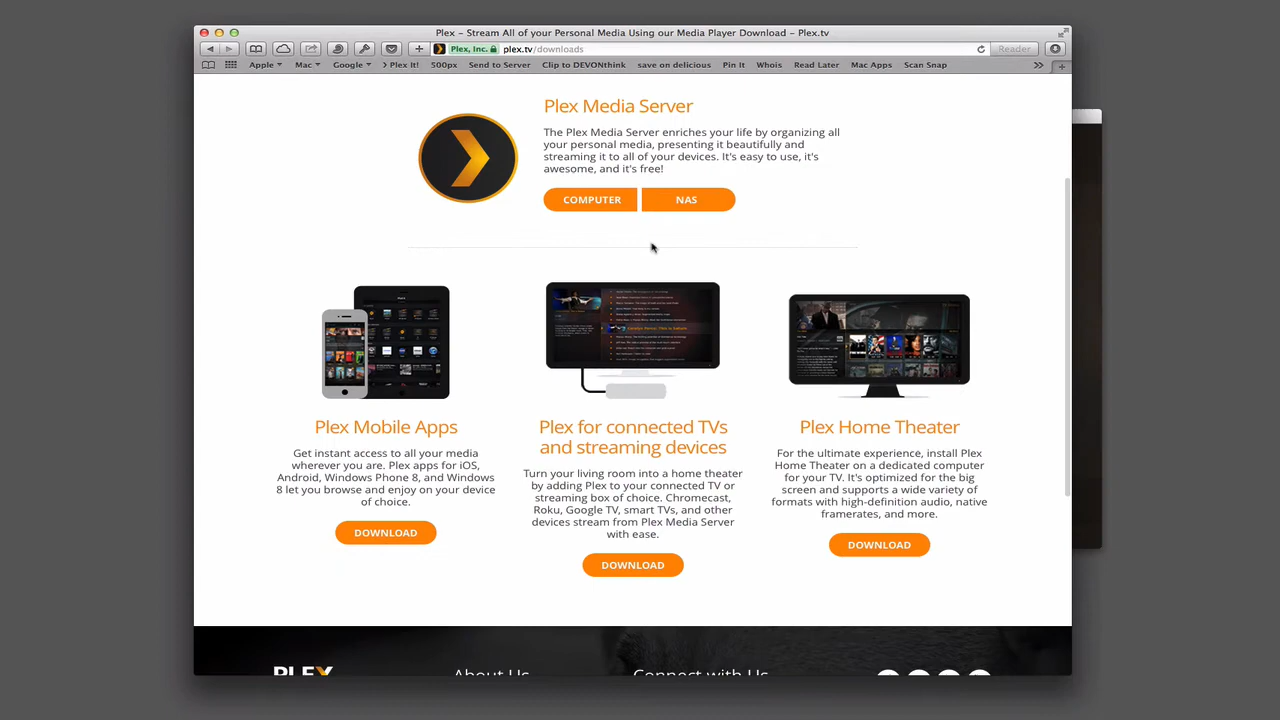 Plex – Stream All of your Personal Media Using our Media Player Download – Plex.tv
Plex, Inc. plex.tv/downloads
Reader
Apple Mac Google > Plex It! 500px Send to Server Clip to DEVONthink save on delicious Pin It Whois Read Later Mac Apps Scan Snap
Plex Media Server
The Plex Media Server enriches your life by organizing all
your personal media, presenting it beautifully and
streaming it to all of your devices. It's easy to use, it's
awesome, and it's free!
COMPUTER NAS
Plex Mobile Apps
Get instant access to all your media
wherever you are. Plex apps for iOS,
Android, Windows Phone 8, and Windows
8 let you browse and enjoy on your device
of choice.
DOWNLOAD
Plex for connected TVs
and streaming devices
Turn your living room into a home theater
by adding Plex to your connected TV or
streaming box of choice. Chromecast,
Roku, Google TV, smart TVs, and other
devices stream from Plex Media Server
with ease.
DOWNLOAD
Plex Home Theater
For the ultimate experience, install Plex
Home Theater on a dedicated computer
for your TV. It's optimized for the big
screen and supports a wide variety of
formats with high-definition audio, native
framerates, and more.
DOWNLOAD
PLEX About Us Connect with Us